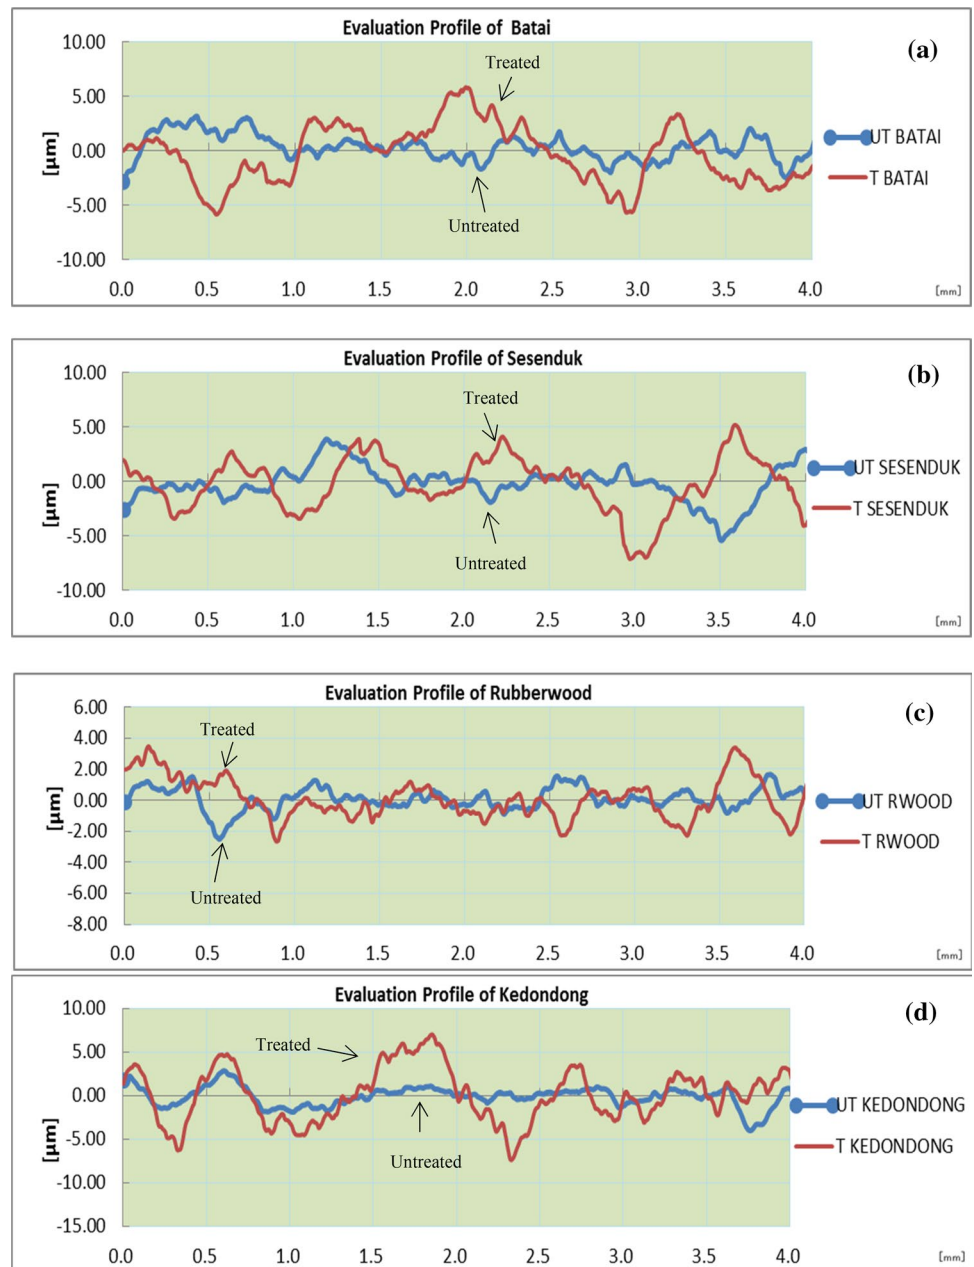 Evaluation Profile of Batai
(a)
10.00
5.00
0.00
-5.00
-10.00
[µm]
Treated
Untreated
UT BATAI
T BATAI
0.0 0.5 1.0 1.5 2.0 2.5 3.0 3.5 4.0 [mm]
Evaluation Profile of Sesenduk
(b)
10.00
5.00
0.00
-5.00
-10.00
[µm]
Treated
Untreated
UT SESENDUK
T SESENDUK
0.0 0.5 1.0 1.5 2.0 2.5 3.0 3.5 4.0 [mm]
Evaluation Profile of Rubberwood
(c)
6.00
4.00
2.00
0.00
-2.00
-4.00
-6.00
-8.00
[µm]
Treated
Untreated
UT RWOOD
T RWOOD
0.0 0.5 1.0 1.5 2.0 2.5 3.0 3.5 4.0 [mm]
Evaluation Profile of Kedondong
(d)
10.00
5.00
0.00
-5.00
-10.00
-15.00
[µm]
Treated
Untreated
UT KEDONDONG
T KEDONDONG
0.0 0.5 1.0 1.5 2.0 2.5 3.0 3.5 4.0 [mm]